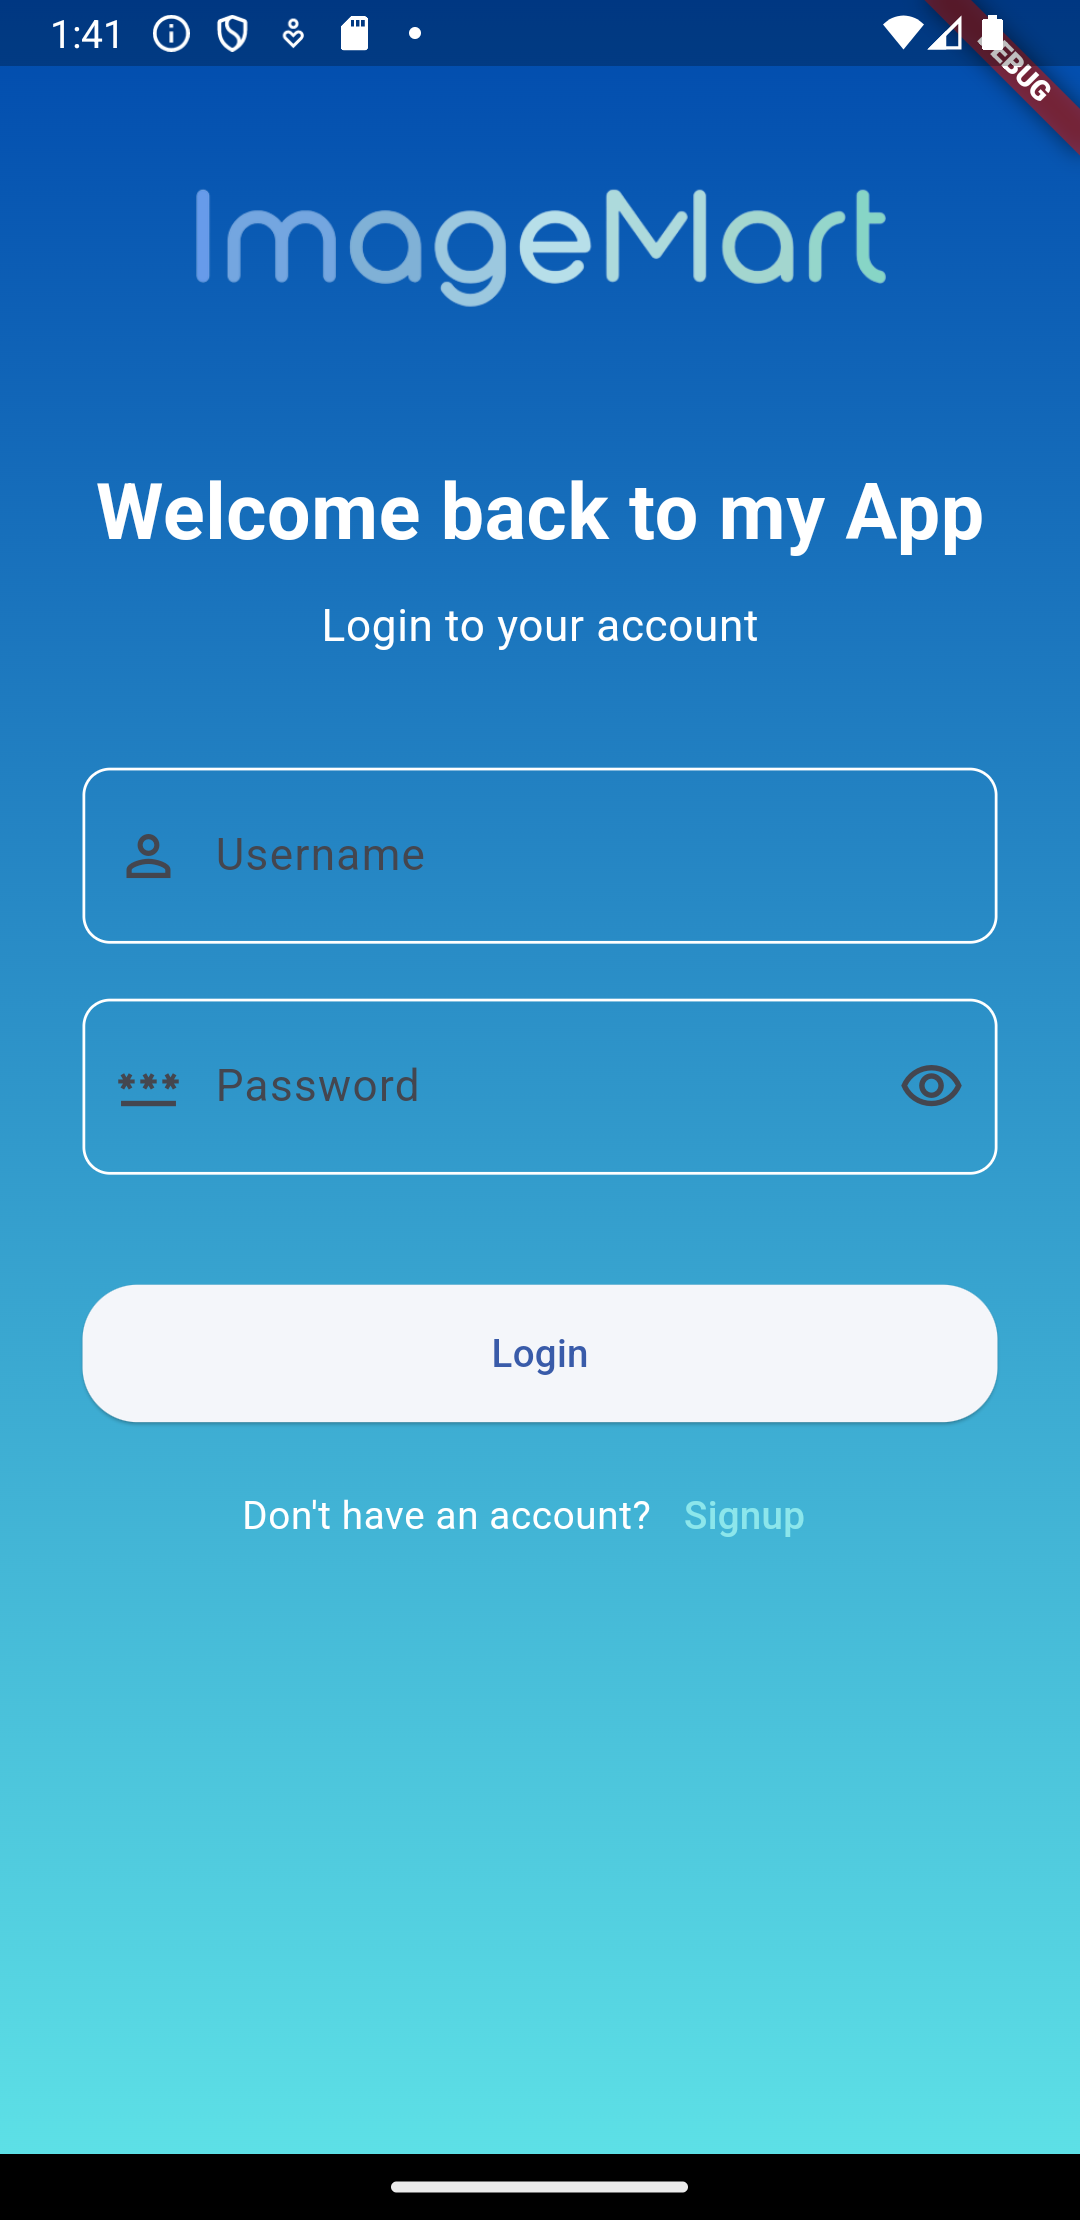 1:41
DEBUG
ImageMart
Welcome back to my App
Login to your account
Username
*** Password
Login
Don't have an account? Signup